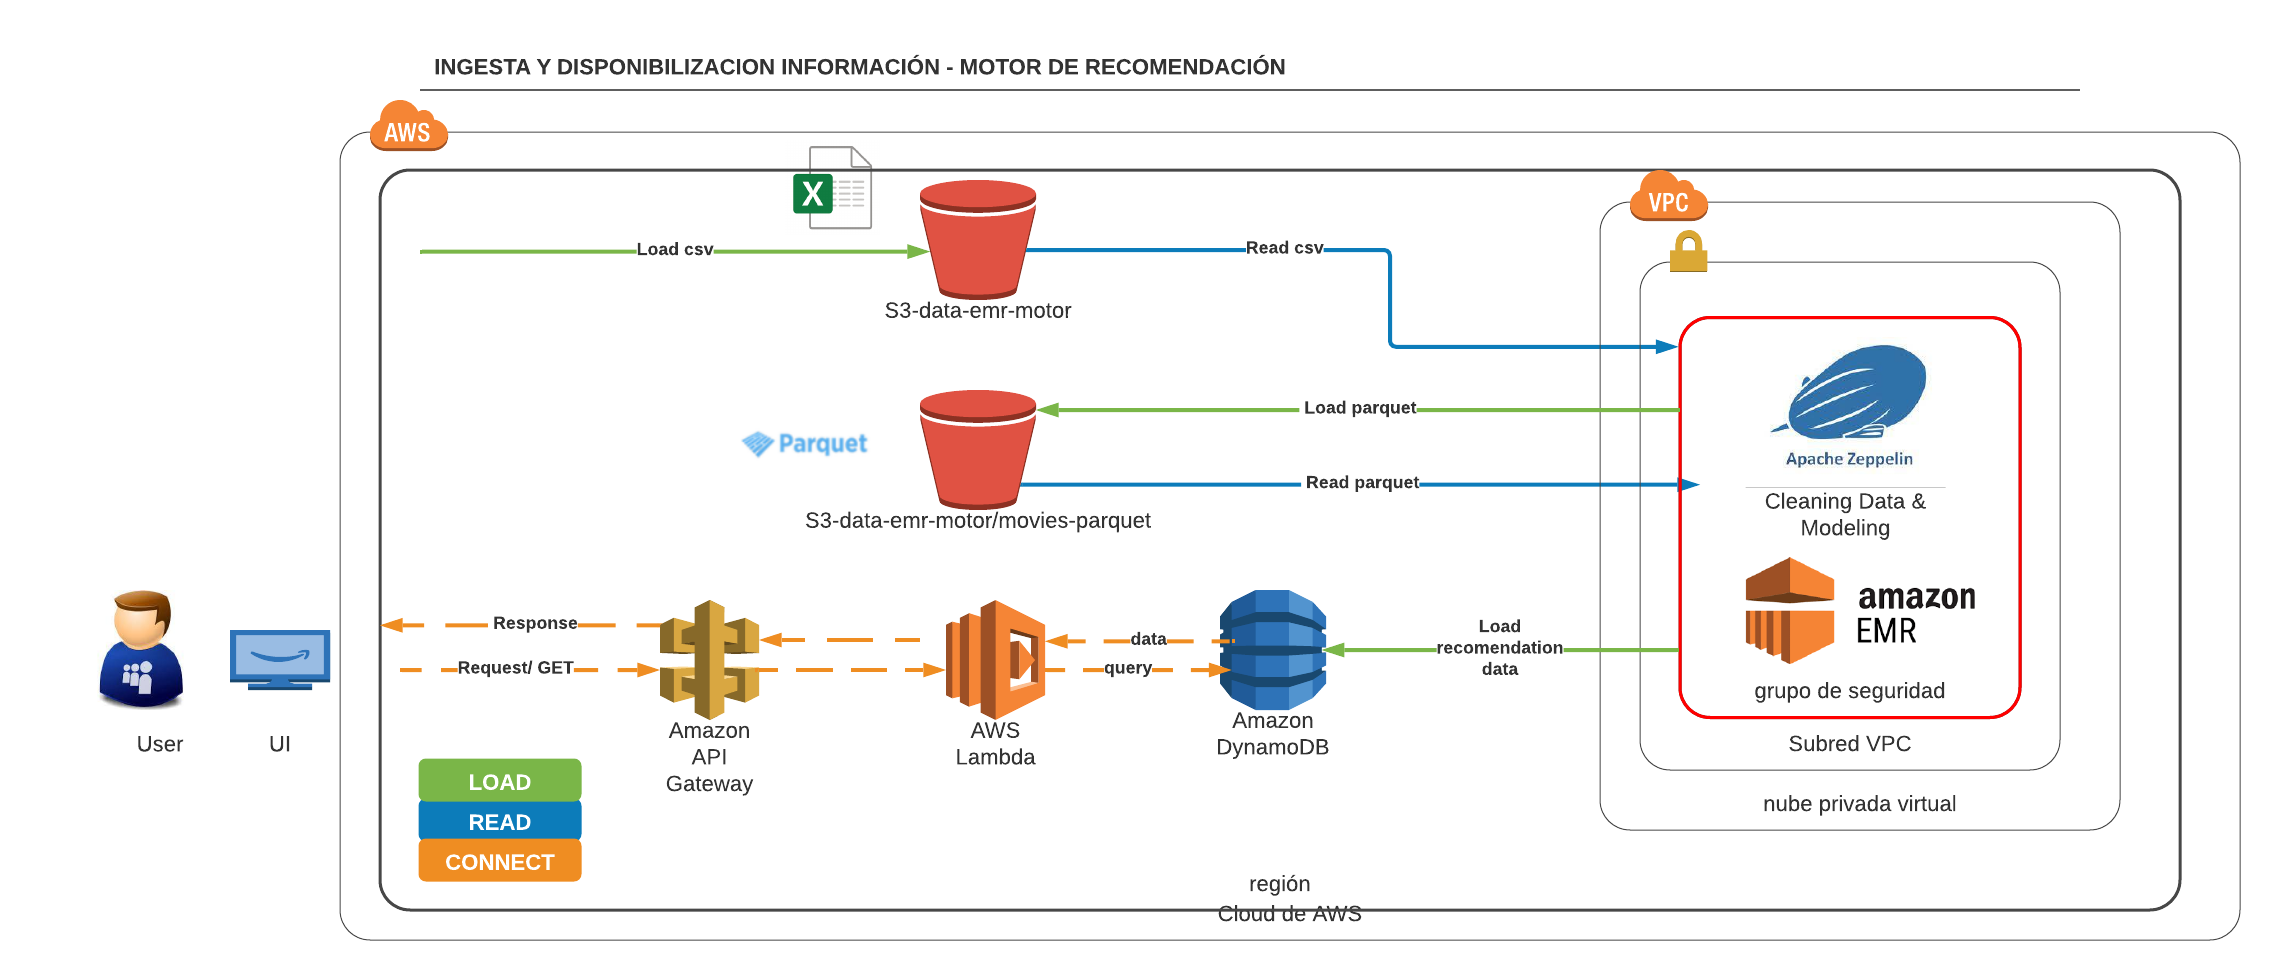 INGESTA Y DISPONIBILIZACION INFORMACIÓN - MOTOR DE RECOMENDACIÓN
AWS
X
VPC
Load csv
Read csv
S3-data-emr-motor
Load parquet
Parquet
Apache Zeppelin
Read parquet
Cleaning Data &
Modeling
S3-data-emr-motor/movies-parquet
amazon
EMR
Response
data
Load
recomendation
data
Request/ GET
query
grupo de seguridad
Amazon
API
Gateway
AWS
Lambda
Amazon
DynamoDB
User
UI
Subred VPC
LOAD
READ
CONNECT
nube privada virtual
región
Cloud de AWS